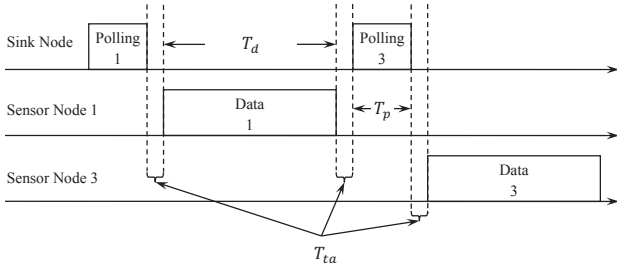 Sink Node
Polling
1
T_d
Polling
3
Sensor Node 1
Data
1
T_p
Sensor Node 3
Data
3
T_ta